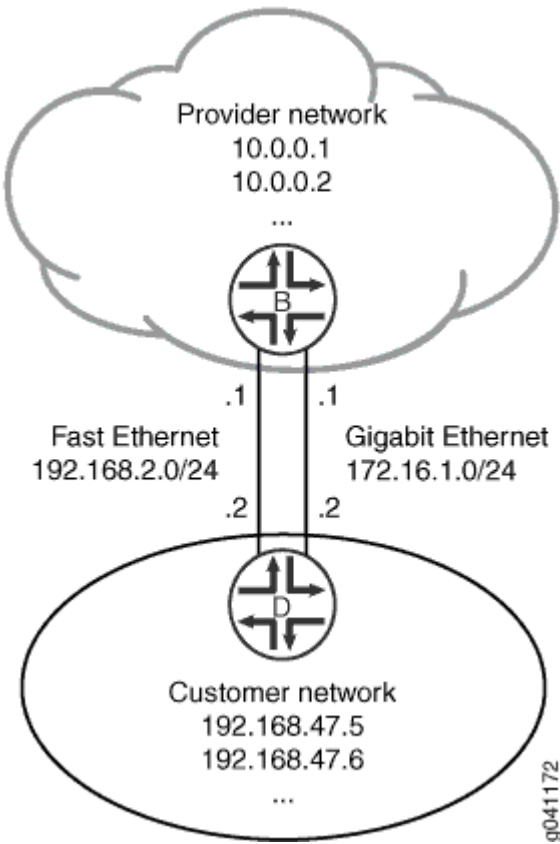 Provider network
10.0.0.1
10.0.0.2
...
B
.1
.1
Fast Ethernet
192.168.2.0/24
Gigabit Ethernet
172.16.1.0/24
.2
.2
D
Customer network
192.168.47.5
192.168.47.6
...
g041172